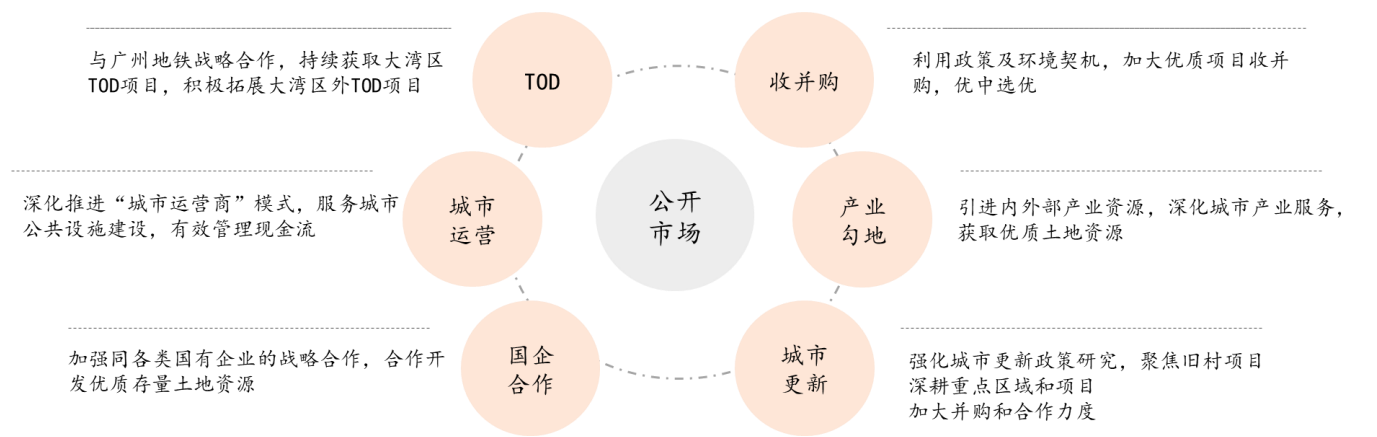 与广州地铁战略合作，持续获取大湾区
TOD项目，积极拓展大湾区外TOD项目
TOD
收并购
利用政策及环境契机，加大优质项目收并
购，优中选优
深化推进“城市运营商”模式，服务城市
公共设施建设，有效管理现金流
城市
运营
公开
市场
产业
勾地
引进内外部产业资源，深化城市产业服务，
获取优质土地资源
加强同各类国有企业的战略合作，合作开
发优质存量土地资源
国企
合作
城市
更新
强化城市更新政策研究，聚焦旧村项目
深耕重点区域和项目
加大并购和合作力度